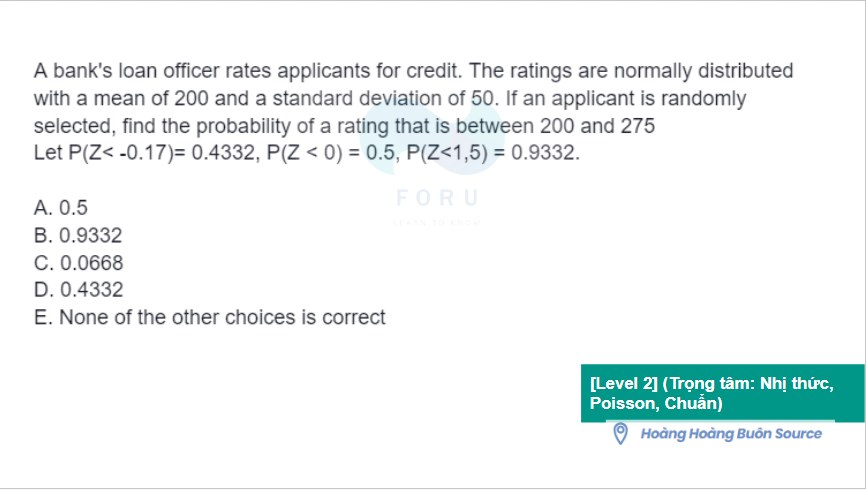 A bank's loan officer rates applicants for credit. The ratings are normally distributed
with a mean of 200 and a standard deviation of 50. If an applicant is randomly
selected, find the probability of a rating that is between 200 and 275
Let P(Z< -0.17)= 0.4332, P(Z < 0) = 0.5, P(Z<1,5) = 0.9332.
FORU
A. 0.5
B. 0.9332
C. 0.0668
D. 0.4332
E. None of the other choices is correct
[Level 2] (Trọng tâm: Nhị thức,
Poisson, Chuẩn)
Hoàng Hoàng Buôn Source